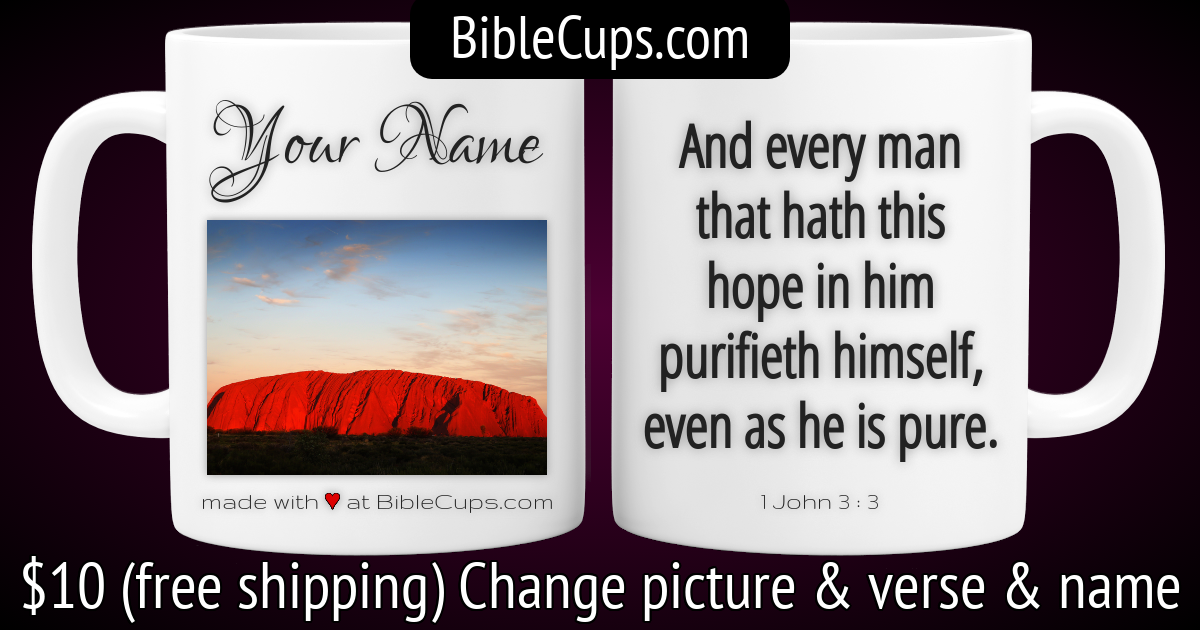 BibleCups.com
Your Name
made with ♥ at BibleCups.com
And every man
that hath this
hope in him
purifieth himself,
even as he is pure.
1 John 3 : 3
$10 (free shipping) Change picture & verse & name